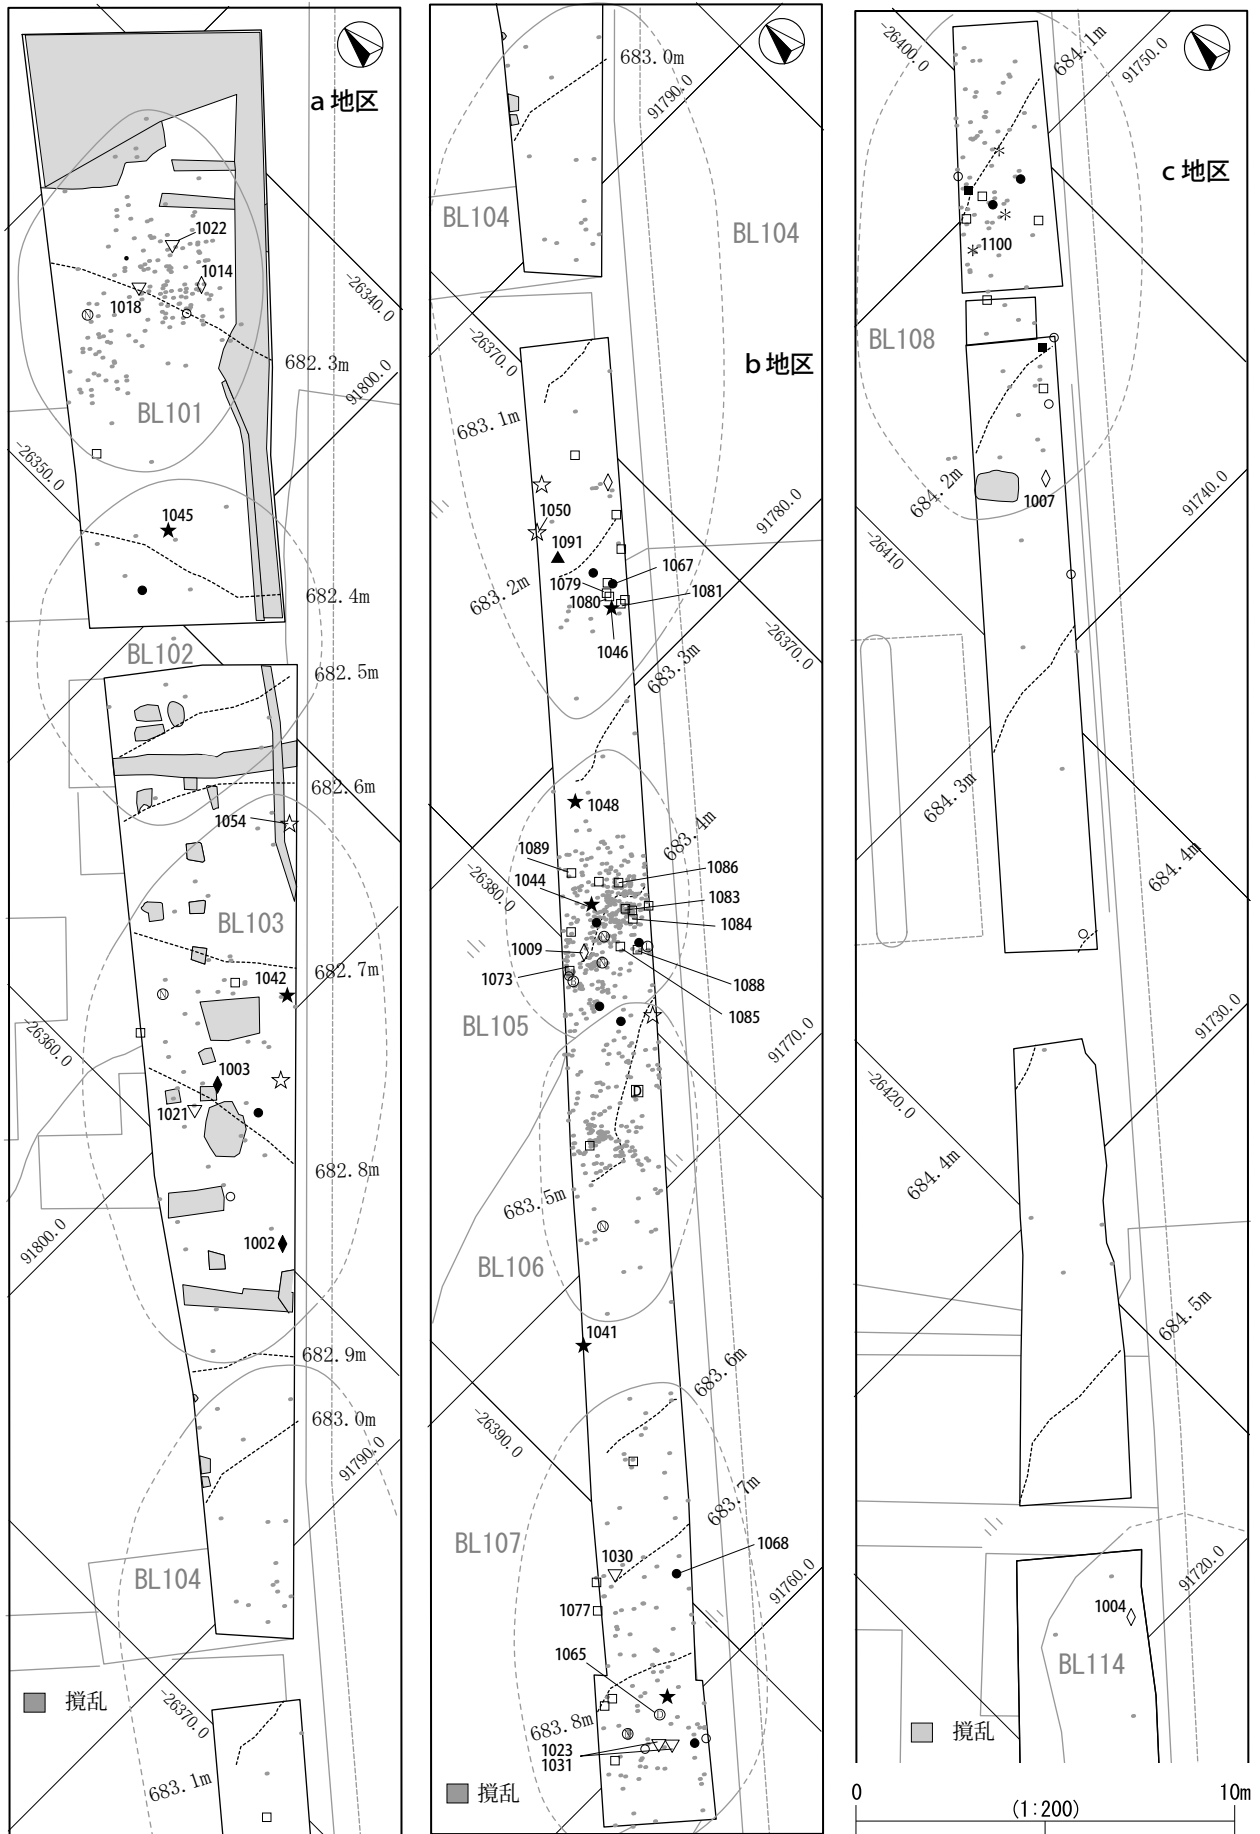 a 地区
1022
1014
1018
-26340.0
682.3m
91800.0
BL101
-26350.0
1045
682.4m
BL102
682.5m
682.6m
1054
BL103
682.7m
1042
-26360.0
1003
1021
682.8m
91800.0
1002
682.9m
683.0m
91790.0
BL104
-26370.0
撹乱
683.1m
683.0m
91790.0
BL104
BL104
-26370.0
b 地区
683.1m
1050
91780.0
1091
1067
1079
683.2m
1080
1081
-26370.0
1046
683.3m
1048
683.4m
1089
1086
1044
1083
-26380.0
1084
1009
1073
1088
1085
BL105
91770.0
683.5m
BL106
1041
683.6m
-26390.0
683.7m
BL107
1030
1068
91760.0
1077
1065
683.8m
1023
1031
撹乱
-26400.0
684.1m
91750.0
c 地区
1100
BL108
684.2m
1007
91740.0
-26410
684.3m
684.4m
91730.0
-26420.0
684.4m
684.5m
91720.0
1004
BL114
撹乱
0
10m
(1:200)